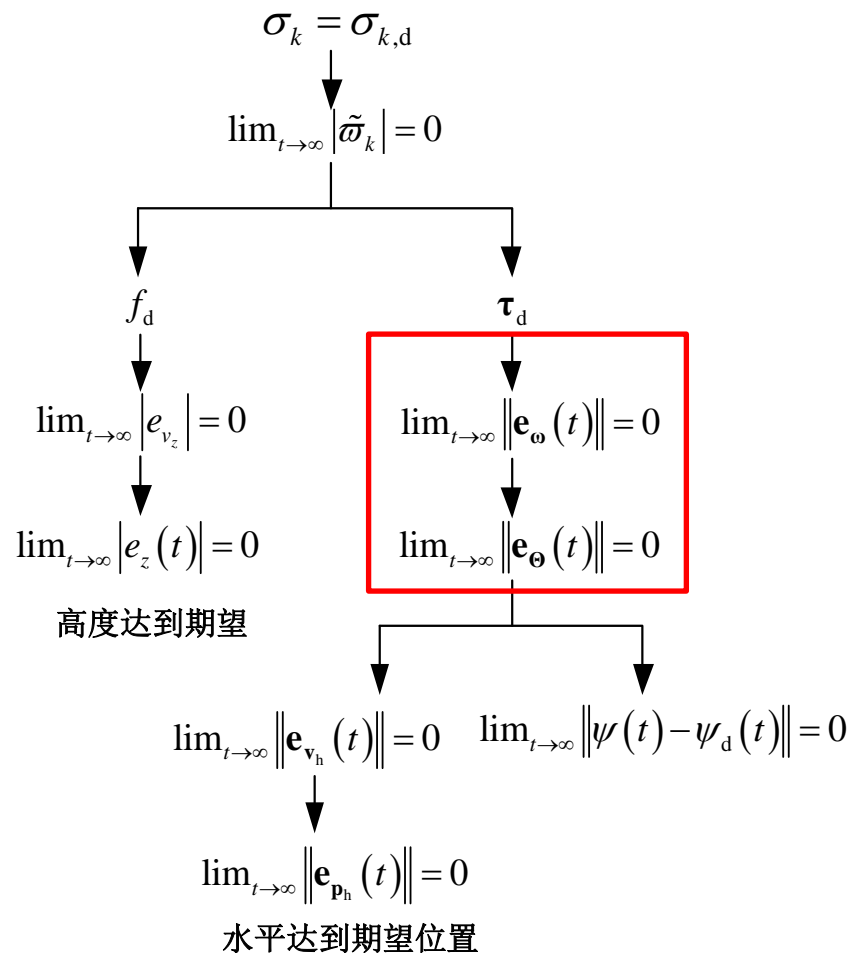 σ_k = σ_{k,d}
lim_{t→∞} |ϖ̃_k| = 0
f_d
τ_d
lim_{t→∞} |e_{v_z}| = 0
lim_{t→∞} ‖e_ω(t)‖ = 0
lim_{t→∞} |e_z(t)| = 0
lim_{t→∞} ‖e_Θ(t)‖ = 0
高度达到期望
lim_{t→∞} ‖e_{v_h}(t)‖ = 0
lim_{t→∞} ‖ψ(t) − ψ_d(t)‖ = 0
lim_{t→∞} ‖e_{p_h}(t)‖ = 0
水平达到期望位置